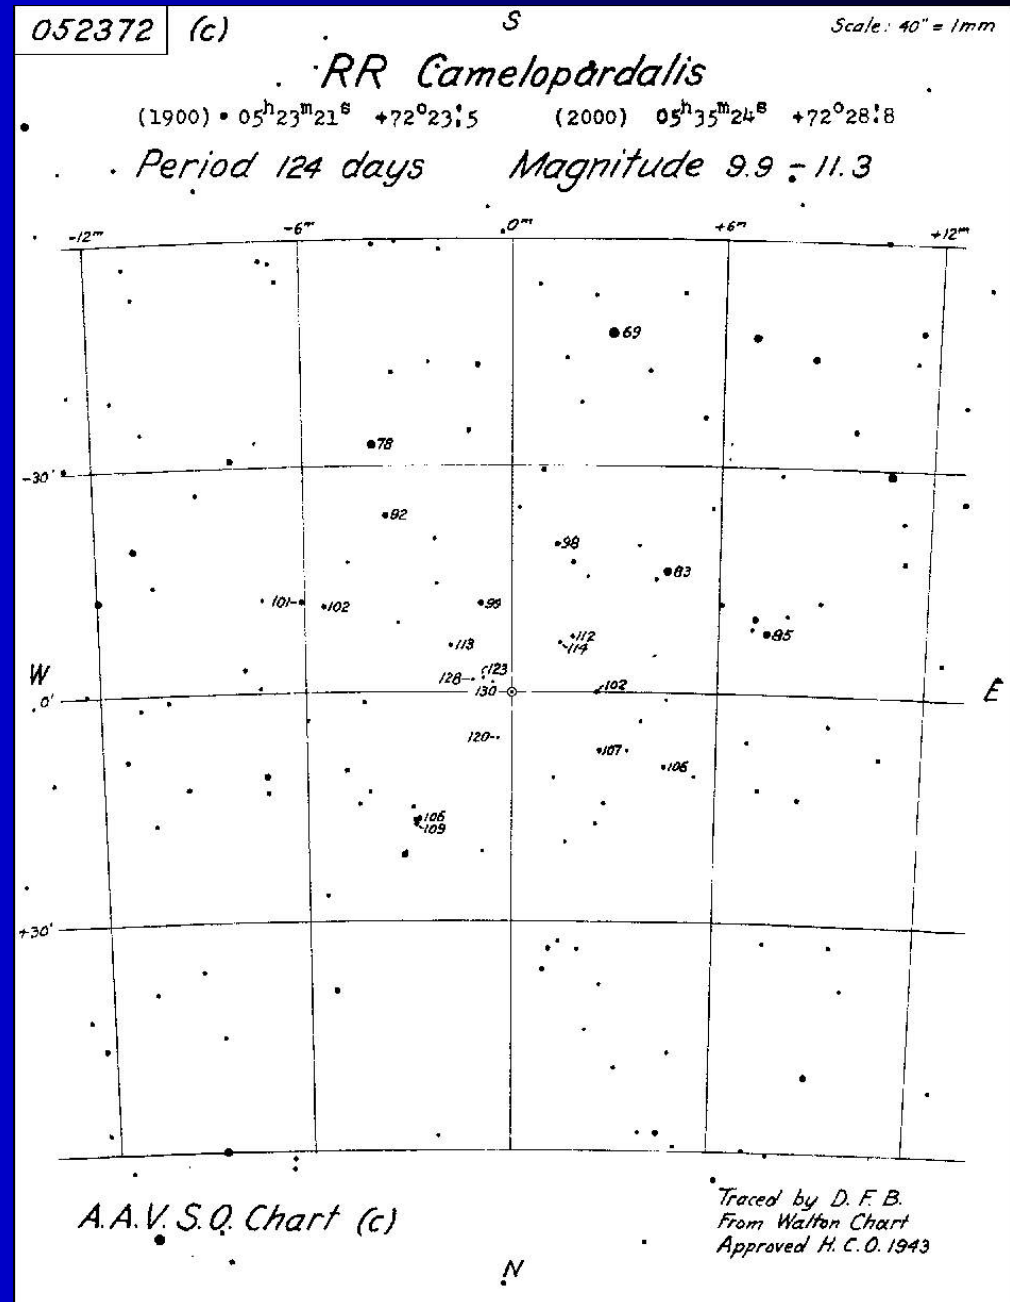 052372 (c) S Scale: 40" = 1mm
RR Camelopardalis
(1900) 05ʰ23ᵐ21ˢ +72°23!5 (2000) 05ʰ35ᵐ24ˢ +72°28!8
Period 124 days Magnitude 9.9 - 11.3
-12ᵐ -6ᵐ 0ᵐ +6ᵐ +12ᵐ
69
78
-30'
92
98
83
101 102 99
112 85
113 114
W 123
128 E
130 102
0'
120
107
106
106
109
+30'
A.A.V.S.O. Chart (c)
Traced by D.F.B.
From Walton Chart
Approved H.C.O. 1943
N